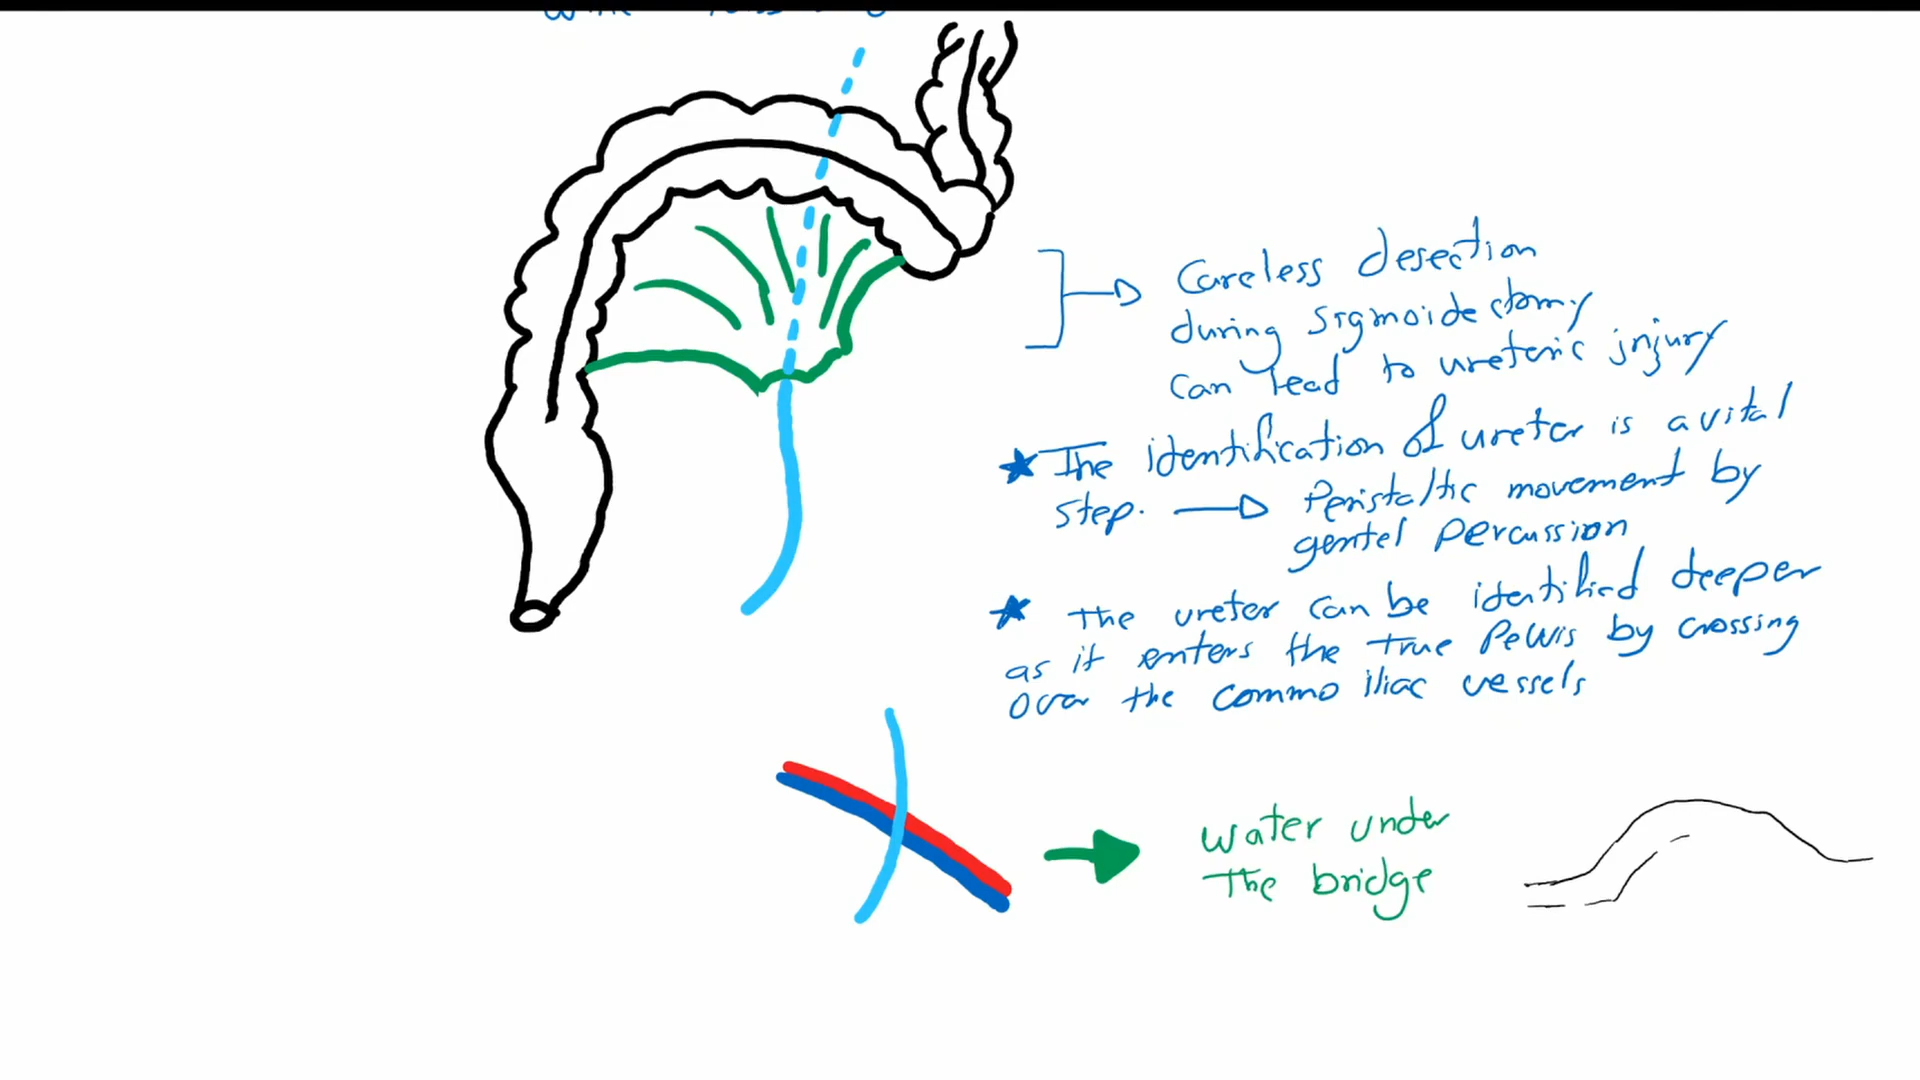 Careless desection
during sigmoidectomy
can lead to ureteric injury
★ The identification of ureter is a vital
step. → Peristaltic movement by
gentel percussion
★ The ureter can be identified deeper
as it enters the true Pelvis by crossing
over the commo iliac vessels
water under
The bridge